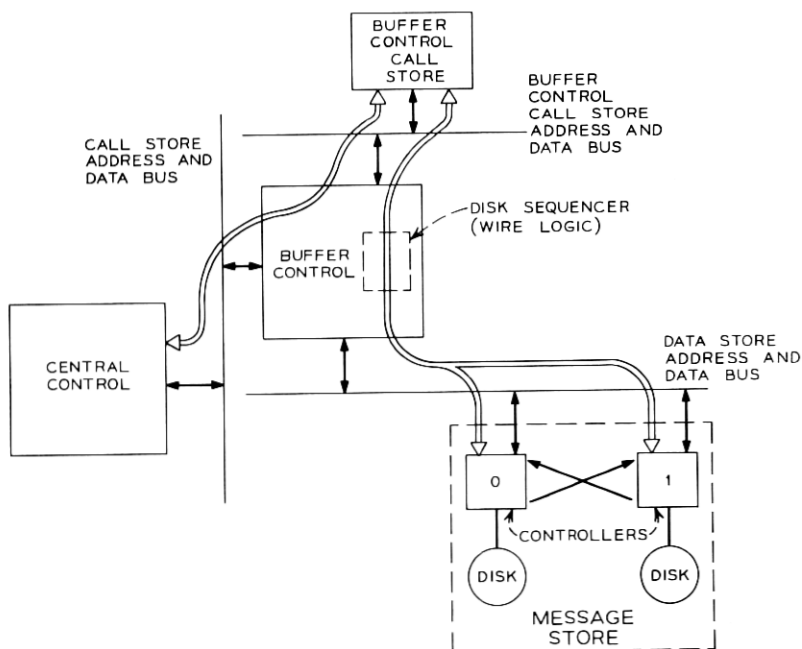 BUFFER
CONTROL
CALL
STORE
BUFFER
CONTROL
CALL STORE
ADDRESS AND
DATA BUS
CALL STORE
ADDRESS AND
DATA BUS
DISK SEQUENCER
(WIRE LOGIC)
BUFFER
CONTROL
CENTRAL
CONTROL
DATA STORE
ADDRESS AND
DATA BUS
0
1
CONTROLLERS
DISK
DISK
MESSAGE
STORE